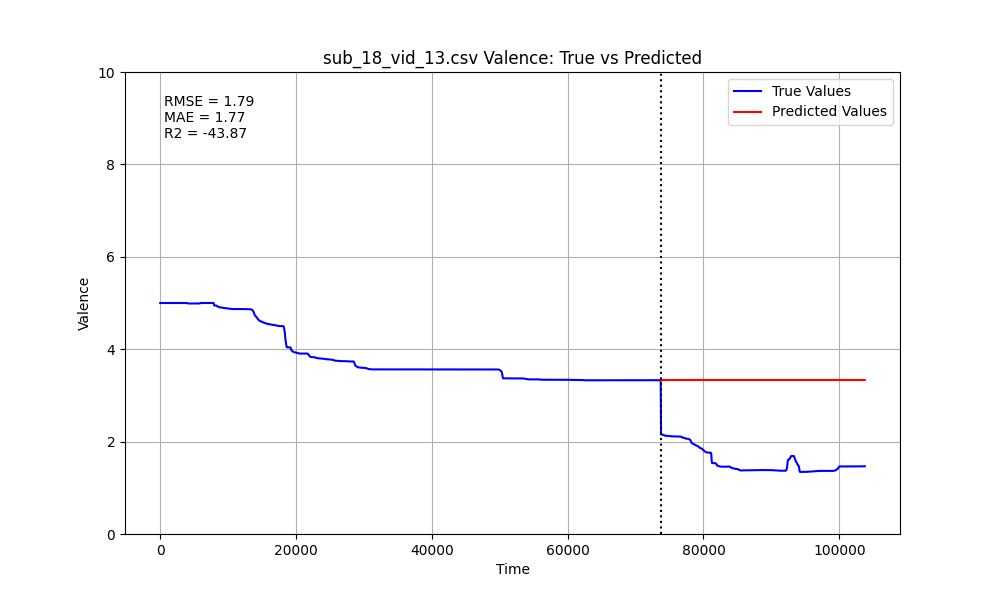 sub_18_vid_13.csv Valence: True vs Predicted
RMSE = 1.79
MAE = 1.77
R2 = -43.87
True Values
Predicted Values
10
8
6
4
2
0
Valence
0 20000 40000 60000 80000 100000
Time